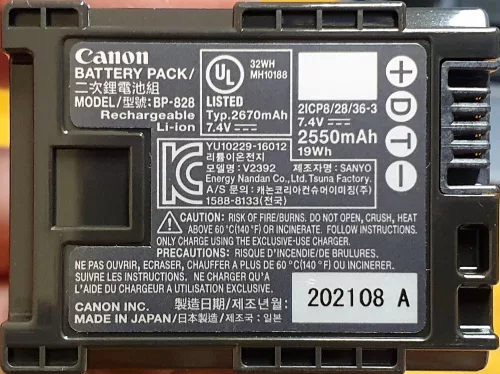 Canon
BATTERY PACK/
二次鋰電池組
MODEL/型號: BP-828
Rechargeable
Li-ion
UL
32WH
MH10188
LISTED
Typ.2670mAh
7.4V
2ICP8/28/36-3
7.4V
2550mAh
19Wh
+
D
T
−
YU10229-16012
리튬이온전지
모델명 : V2392 제조자 : SANYO
Energy Nandan Co., Ltd. Tsuna Factory.
A/S 문의 : 캐논코리아컨슈머이미징(주)
1588-8133(전국)
CAUTION: RISK OF FIRE/BURNS. DO NOT OPEN, CRUSH, HEAT
ABOVE 60°C(140°F) OR INCINERATE. FOLLOW INSTRUCTIONS.
ONLY CHARGE USING THE EXCLUSIVE-USE CHARGER.
PRECAUTIONS: RISQUE D'INCENDIE/DE BRULURES.
NE PAS OUVRIR, ECRASER, CHAUFFER A PLUS DE 60°C(140°F) OU INCINERER.
SUIVRE LES INSTRUCTIONS. NE CHARGER QU'A
L'AIDE DU CHARGEUR A UTILISATION EXCLUSIVE.
CANON INC. 製造日期/제조년월:
MADE IN JAPAN/日本製造/제조국 : 일본
202108 A